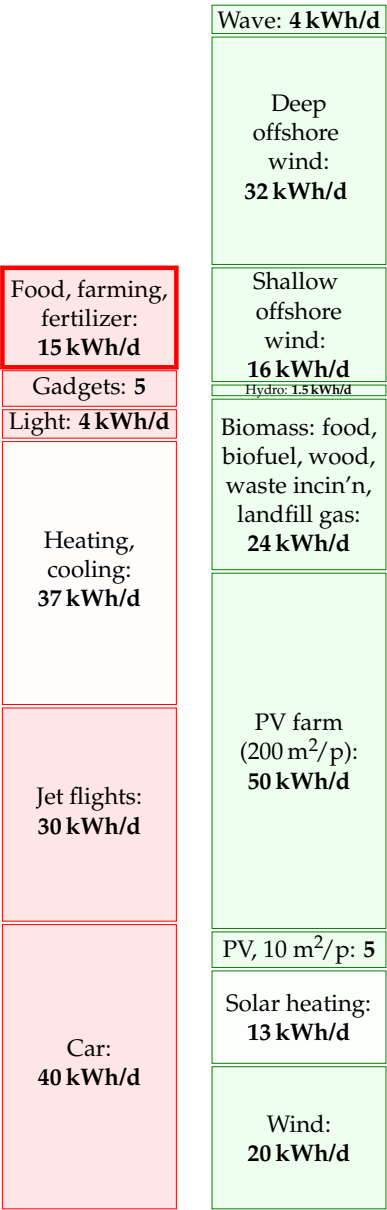 Food, farming,
fertilizer:
15 kWh/d
Gadgets: 5
Light: 4 kWh/d
Heating,
cooling:
37 kWh/d
Jet flights:
30 kWh/d
Car:
40 kWh/d
Wave: 4 kWh/d
Deep
offshore
wind:
32 kWh/d
Shallow
offshore
wind:
16 kWh/d
Hydro: 1.5 kWh/d
Biomass: food,
biofuel, wood,
waste incin’n,
landfill gas:
24 kWh/d
PV farm
(200 m²/p):
50 kWh/d
PV, 10 m²/p: 5
Solar heating:
13 kWh/d
Wind:
20 kWh/d